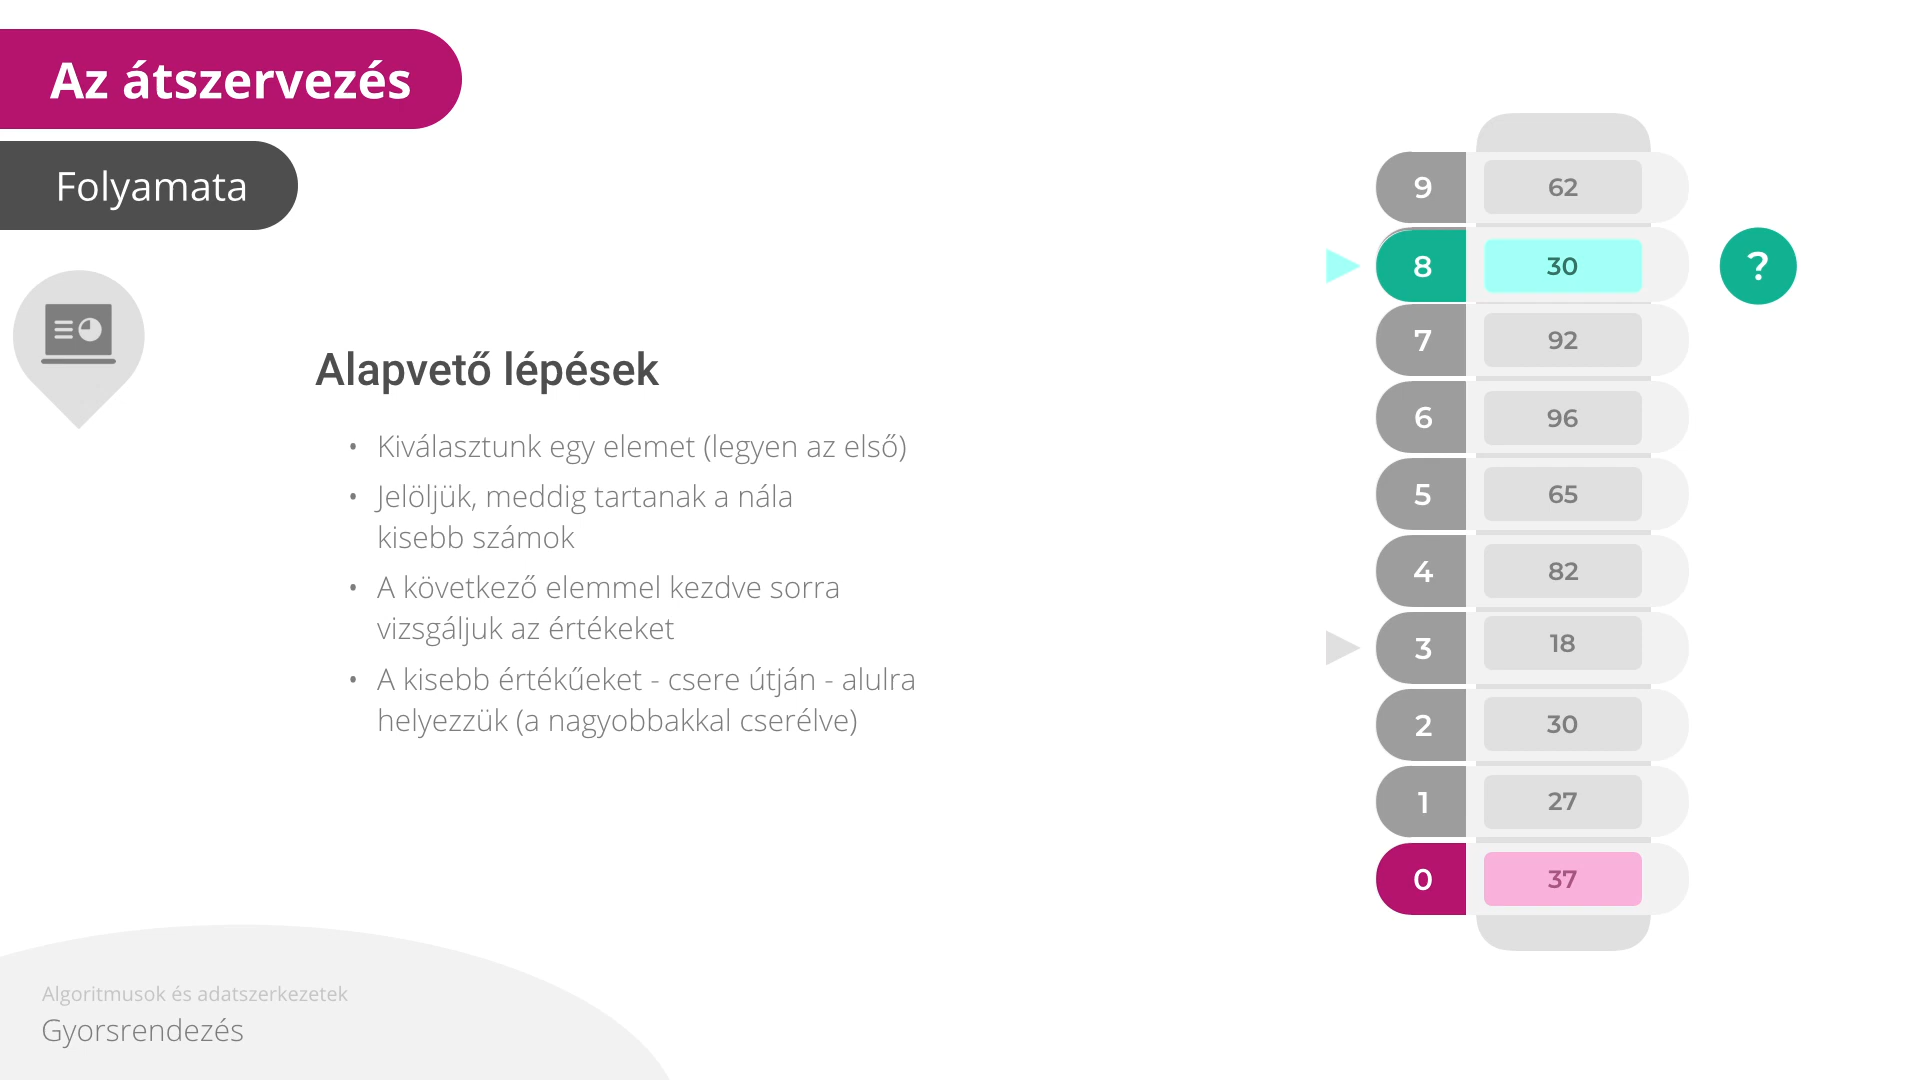 Az átszervezés
Folyamata
Alapvető lépések
• Kiválasztunk egy elemet (legyen az első)
• Jelöljük, meddig tartanak a nála
kisebb számok
• A következő elemmel kezdve sorra
vizsgáljuk az értékeket
• A kisebb értékűeket - csere útján - alulra
helyezzük (a nagyobbakkal cserélve)
9 62
8 30 ?
7 92
6 96
5 65
4 82
3 18
2 30
1 27
0 37
Algoritmusok és adatszerkezetek
Gyorsrendezés